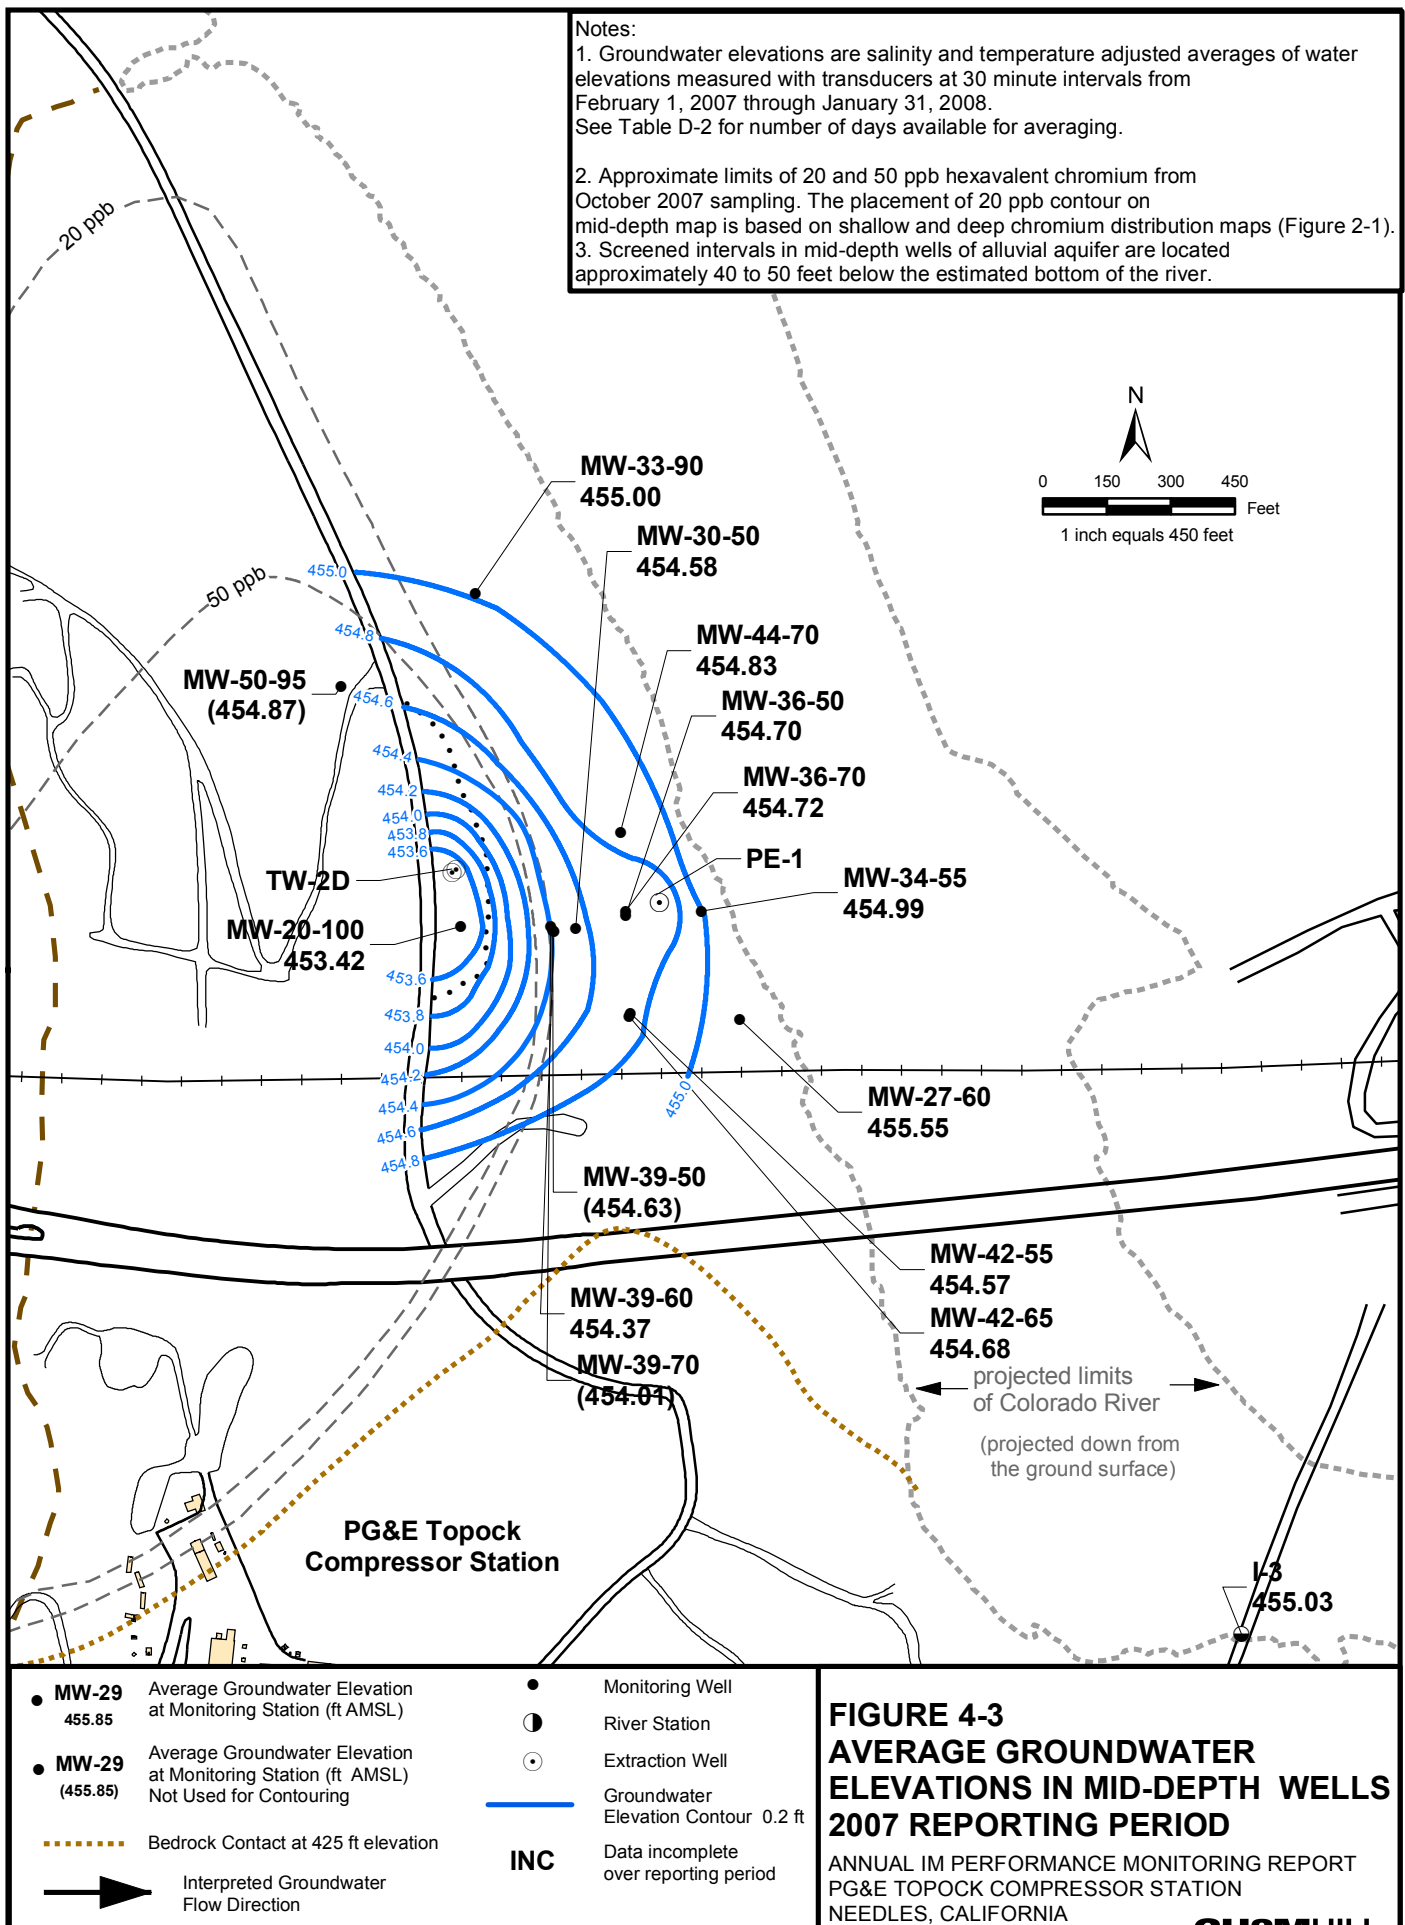 Notes:
1. Groundwater elevations are salinity and temperature adjusted averages of water
elevations measured with transducers at 30 minute intervals from
February 1, 2007 through January 31, 2008.
See Table D-2 for number of days available for averaging.
2. Approximate limits of 20 and 50 ppb hexavalent chromium from
October 2007 sampling. The placement of 20 ppb contour on
mid-depth map is based on shallow and deep chromium distribution maps (Figure 2-1).
3. Screened intervals in mid-depth wells of alluvial aquifer are located
approximately 40 to 50 feet below the estimated bottom of the river.
20 ppb
N
0 150 300 450
Feet
1 inch equals 450 feet
MW-33-90
455.00
MW-30-50
454.58
455.0
50 ppb
454.8
MW-44-70
454.83
MW-50-95
(454.87)
454.6
MW-36-50
454.70
454.4
MW-36-70
454.72
454.2
454.0
453.8
453.6
PE-1
TW-2D
MW-34-55
454.99
MW-20-100
453.42
453.6
453.8
454.0
454.2
454.4
454.6
454.8
455.0
MW-27-60
455.55
MW-39-50
(454.63)
MW-42-55
454.57
MW-39-60
454.37
MW-42-65
454.68
MW-39-70
(454.01)
projected limits
of Colorado River
(projected down from
the ground surface)
PG&E Topock
Compressor Station
I-3
455.03
MW-29
455.85
Average Groundwater Elevation
at Monitoring Station (ft AMSL)
MW-29
(455.85)
Average Groundwater Elevation
at Monitoring Station (ft AMSL)
Not Used for Contouring
Bedrock Contact at 425 ft elevation
Interpreted Groundwater
Flow Direction
Monitoring Well
River Station
Extraction Well
Groundwater
Elevation Contour 0.2 ft
INC
Data incomplete
over reporting period
FIGURE 4-3
AVERAGE GROUNDWATER
ELEVATIONS IN MID-DEPTH WELLS
2007 REPORTING PERIOD
ANNUAL IM PERFORMANCE MONITORING REPORT
PG&E TOPOCK COMPRESSOR STATION
NEEDLES, CALIFORNIA